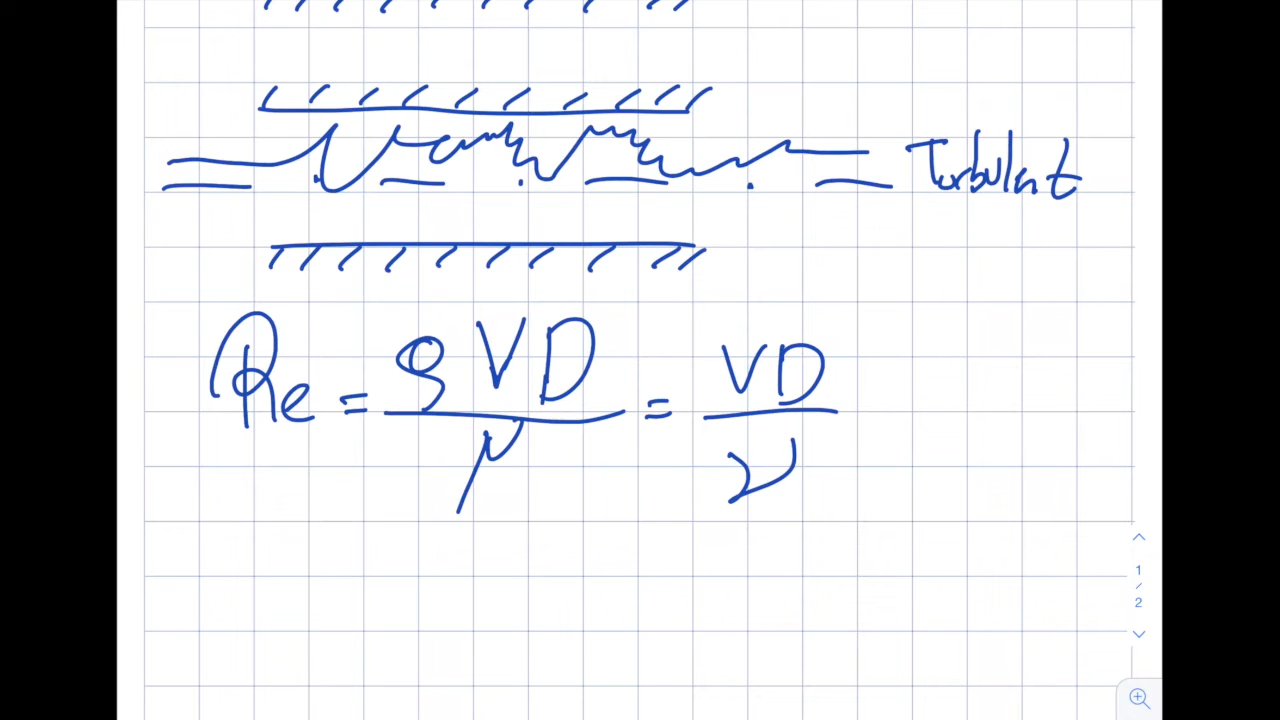 Turbulent
Re = ρVD/μ = VD/ν
1
/
2